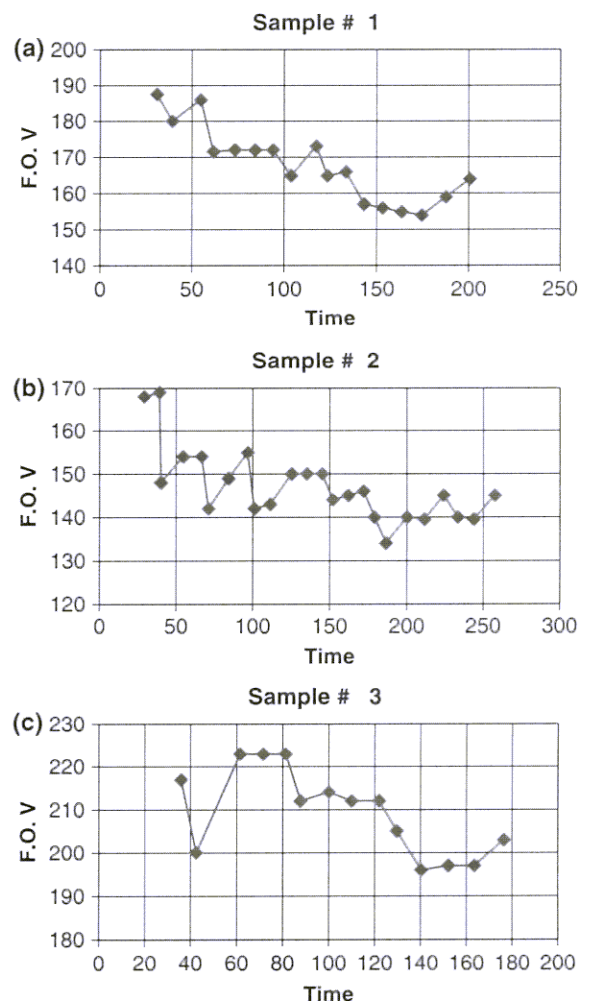 Sample # 1
(a)
200
190
180
170
160
150
140
F.O. V
0 50 100 150 200 250
Time
Sample # 2
(b)
170
160
150
140
130
120
F.O. V
0 50 100 150 200 250 300
Time
Sample # 3
(c)
230
220
210
200
190
180
F.O. V
0 20 40 60 80 100 120 140 160 180 200
Time